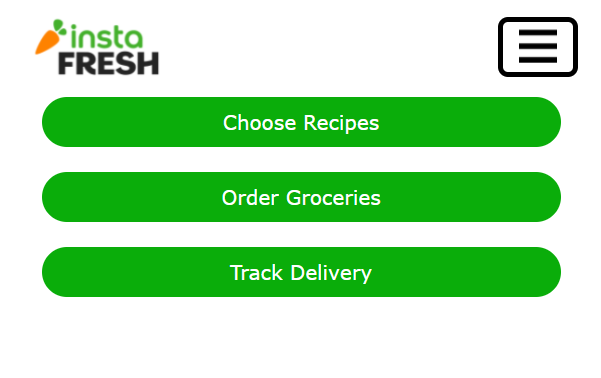 insta
FRESH
Choose Recipes
Order Groceries
Track Delivery